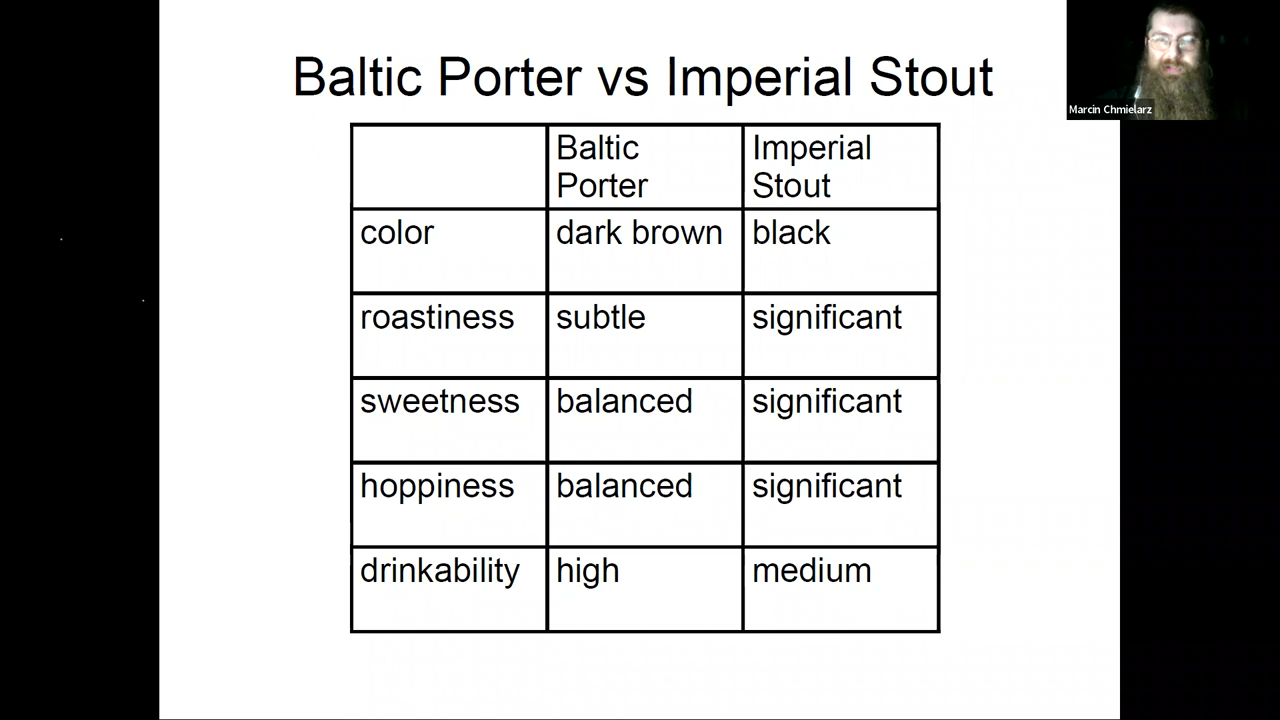 Baltic Porter vs Imperial Stout
Marcin Chmielarz
Baltic Imperial
Porter Stout
color dark brown black
roastiness subtle significant
sweetness balanced significant
hoppiness balanced significant
drinkability high medium